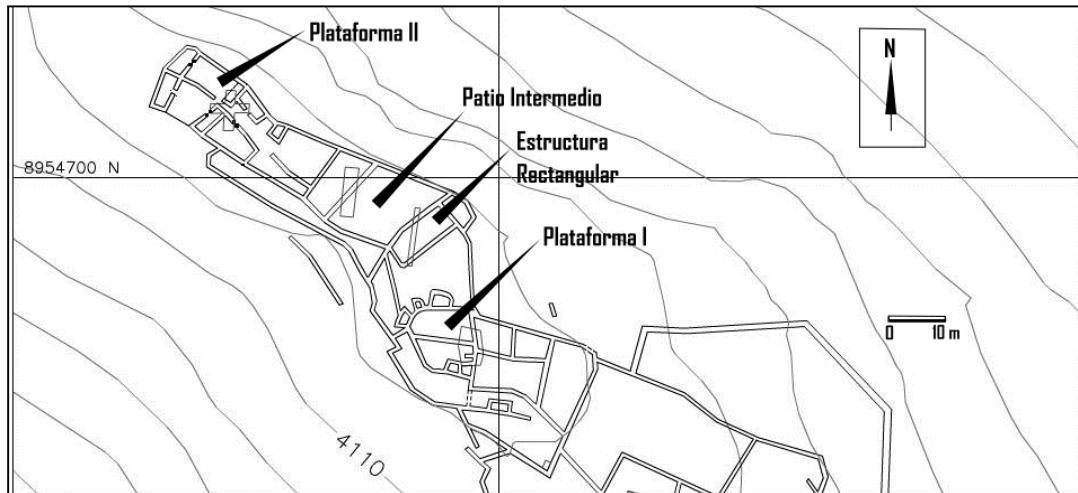 Plataforma II
N
Patio Intermedio
Estructura
Rectangular
8954700 N
Plataforma I
0 10 m
4110